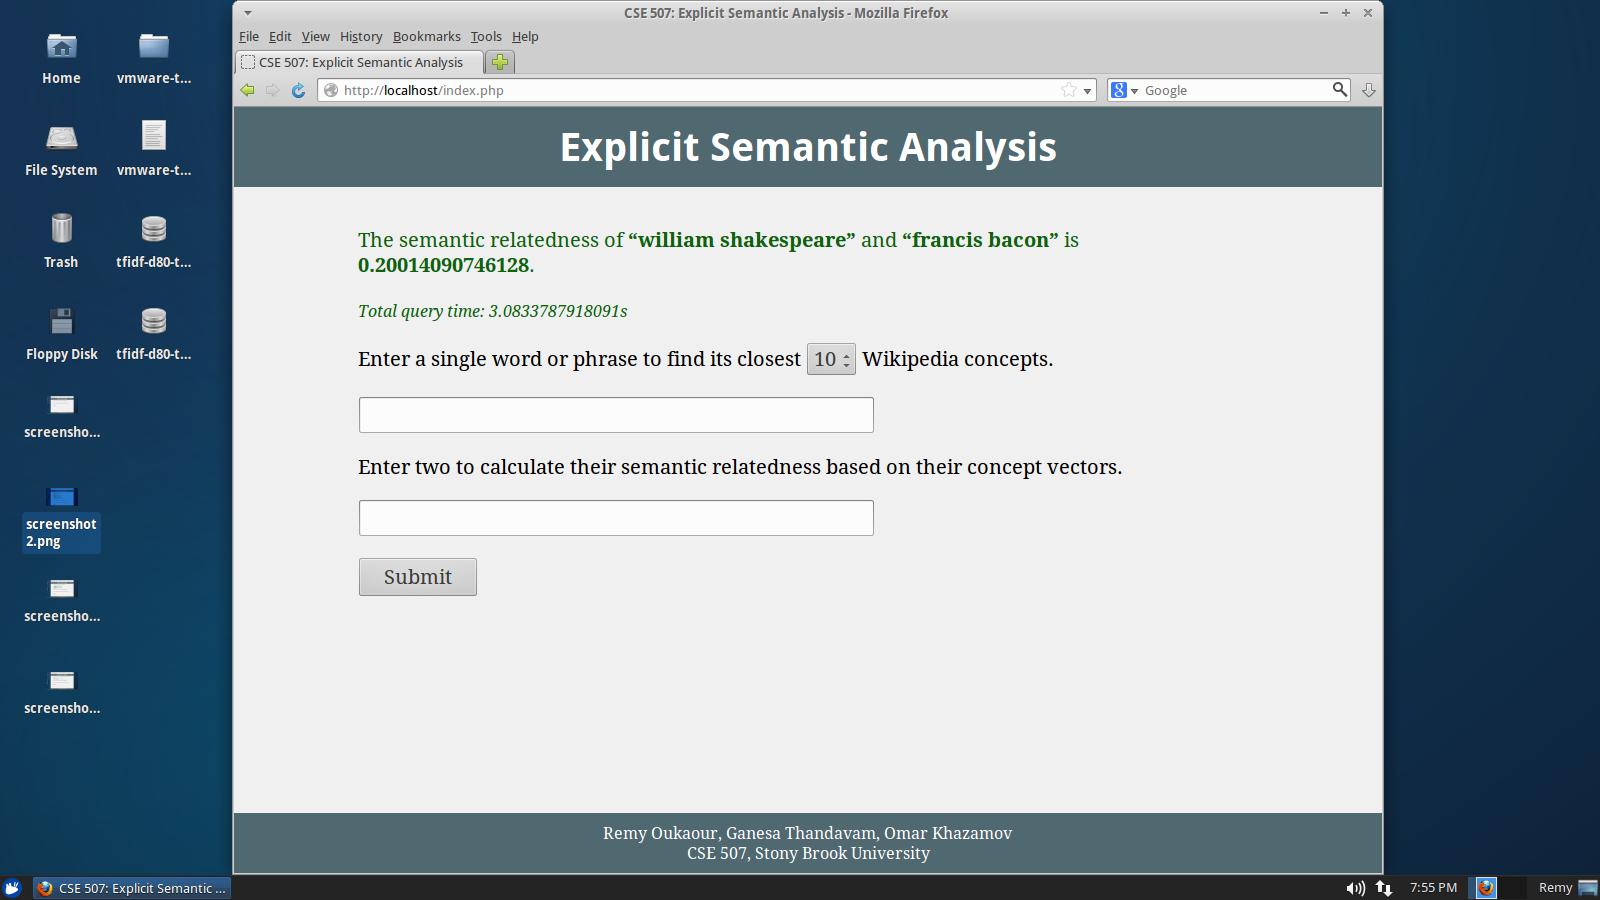 CSE 507: Explicit Semantic Analysis - Mozilla Firefox
File Edit View History Bookmarks Tools Help
CSE 507: Explicit Semantic Analysis
http://localhost/index.php
8 Google
Explicit Semantic Analysis
The semantic relatedness of “william shakespeare” and “francis bacon” is
0.20014090746128.
Total query time: 3.0833787918091s
Enter a single word or phrase to find its closest 10 Wikipedia concepts.
Enter two to calculate their semantic relatedness based on their concept vectors.
Submit
Remy Oukaour, Ganesa Thandavam, Omar Khazamov
CSE 507, Stony Brook University
Home
vmware-t...
File System
vmware-t...
Trash
tfidf-d80-t...
Floppy Disk
tfidf-d80-t...
screensho...
screenshot
2.png
screensho...
screensho...
CSE 507: Explicit Semantic ...
7:55 PM
Remy